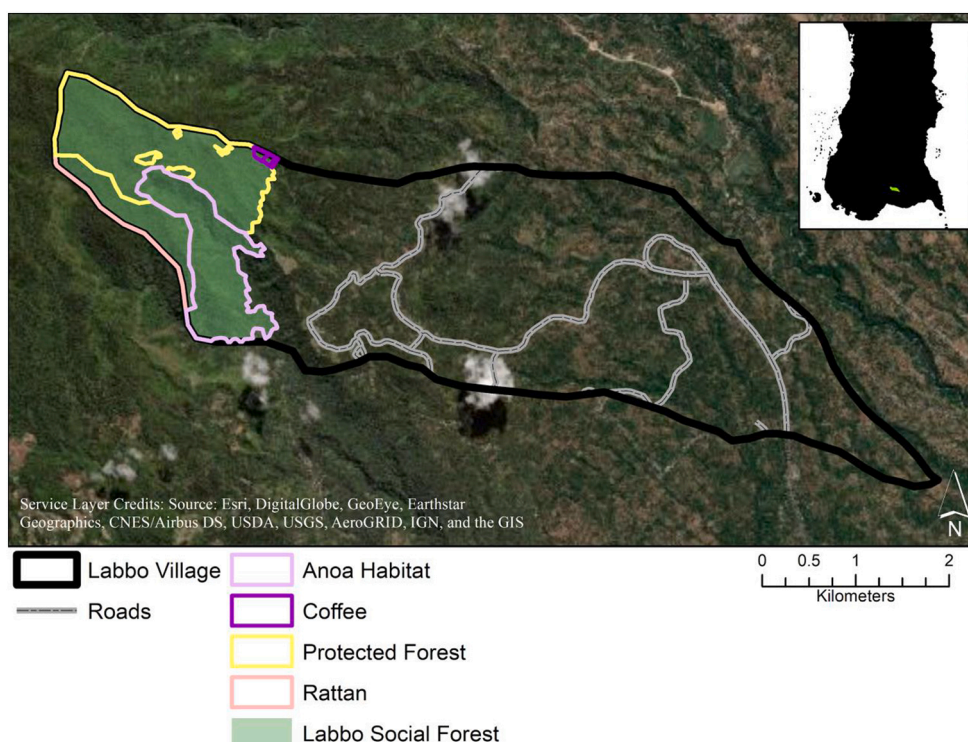 Service Layer Credits: Source: Esri, DigitalGlobe, GeoEye, Earthstar
Geographics, CNES/Airbus DS, USDA, USGS, AeroGRID, IGN, and the GIS
N
Labbo Village
Roads
Anoa Habitat
Coffee
Protected Forest
Rattan
Labbo Social Forest
0 0.5 1 2
Kilometers